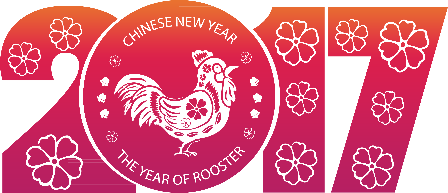 2017
CHINESE NEW YEAR
THE YEAR OF ROOSTER